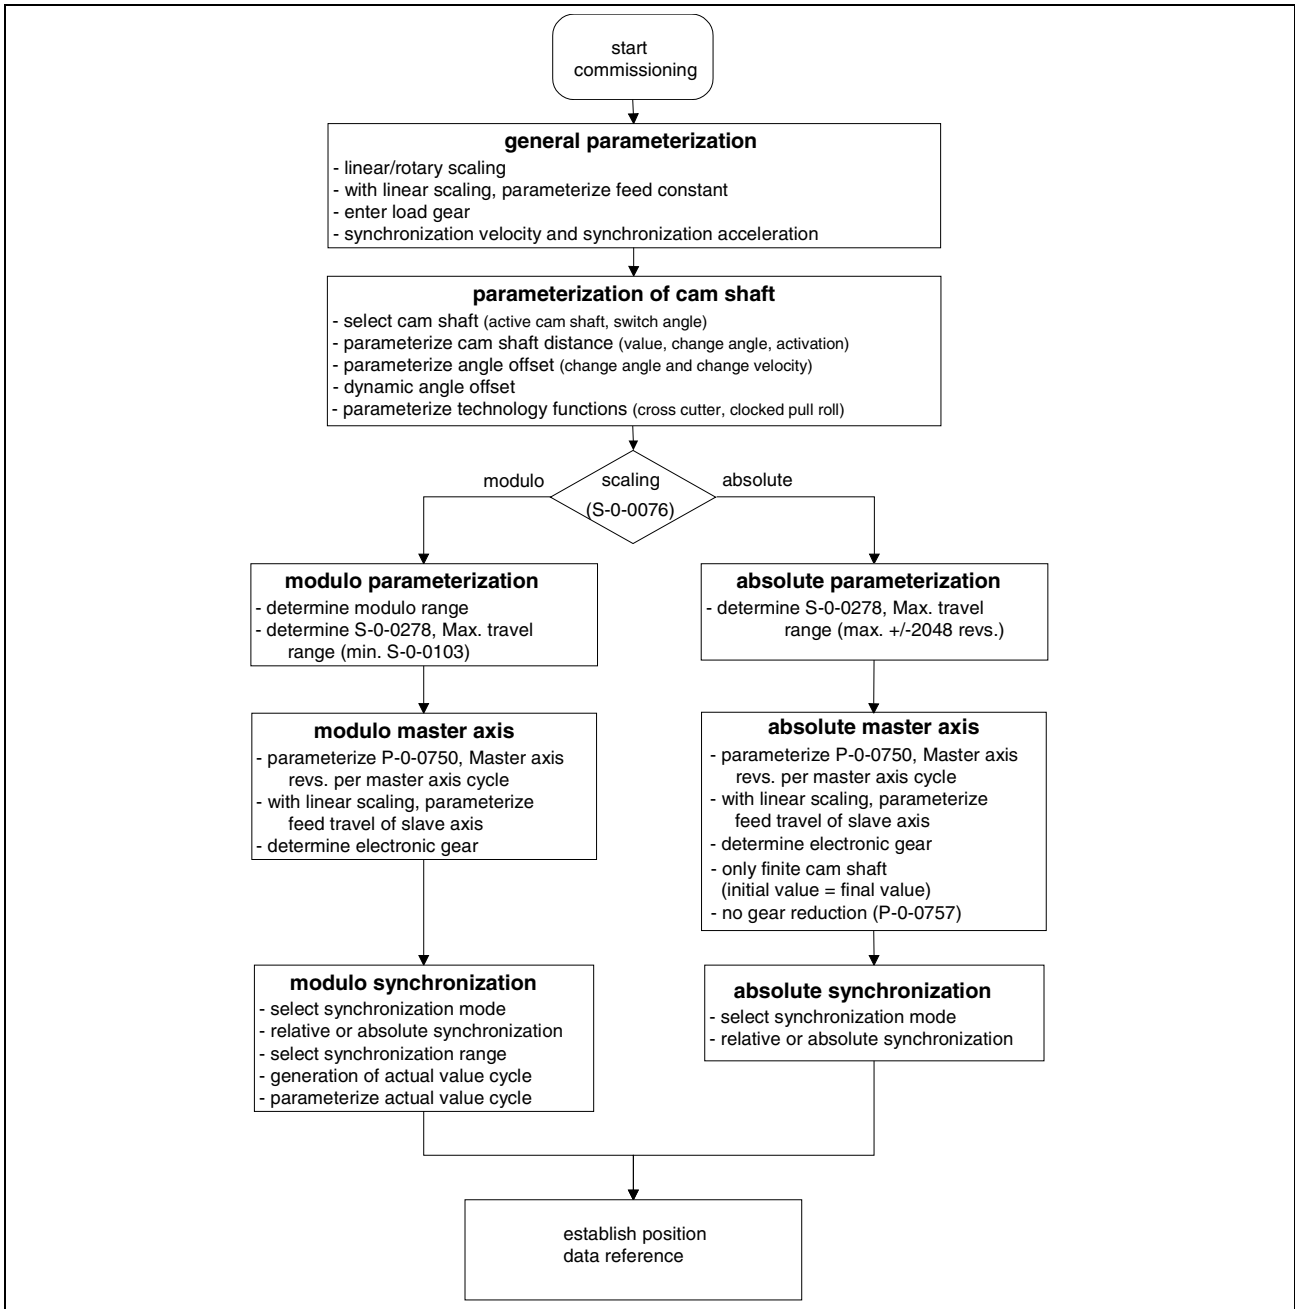 start
commissioning
general parameterization
- linear/rotary scaling
- with linear scaling, parameterize feed constant
- enter load gear
- synchronization velocity and synchronization acceleration
parameterization of cam shaft
- select cam shaft (active cam shaft, switch angle)
- parameterize cam shaft distance (value, change angle, activation)
- parameterize angle offset (change angle and change velocity)
- dynamic angle offset
- parameterize technology functions (cross cutter, clocked pull roll)
modulo
scaling
(S-0-0076)
absolute
modulo parameterization
- determine modulo range
- determine S-0-0278, Max. travel
range (min. S-0-0103)
absolute parameterization
- determine S-0-0278, Max. travel
range (max. +/-2048 revs.)
modulo master axis
- parameterize P-0-0750, Master axis
revs. per master axis cycle
- with linear scaling, parameterize
feed travel of slave axis
- determine electronic gear
absolute master axis
- parameterize P-0-0750, Master axis
revs. per master axis cycle
- with linear scaling, parameterize
feed travel of slave axis
- determine electronic gear
- only finite cam shaft
(initial value = final value)
- no gear reduction (P-0-0757)
modulo synchronization
- select synchronization mode
- relative or absolute synchronization
- select synchronization range
- generation of actual value cycle
- parameterize actual value cycle
absolute synchronization
- select synchronization mode
- relative or absolute synchronization
establish position
data reference